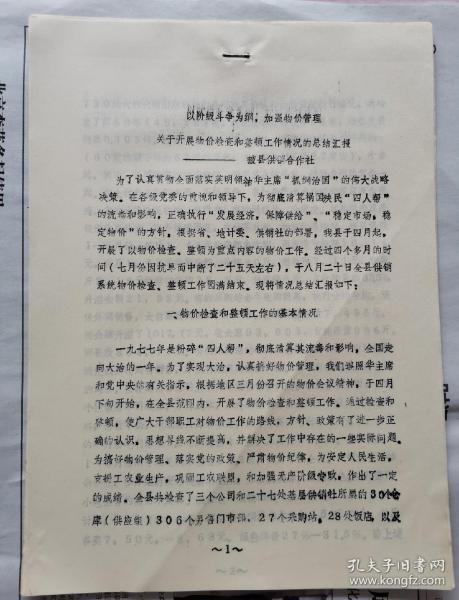 以阶级斗争为纲，加强物价管理
关于开展物价检查和整顿工作情况的总结汇报
县供销合作社
为了认真贯彻全面落实英明领袖华主席“抓纲治国”的伟大战略
决策。在各级党委的重视和领导下，为彻底清算祸国殃民“四人帮”
的流毒和影响，正确执行“发展经济，保障供给”、“稳定市场，稳
定物价”的方针，根据省、地计委、供销社的部署，我县于四月起，
开展了以物价检查、整顿为重点内容的物价工作。经过四个多月的时
间（七月份因抗旱而中断了二十五天左右），于八月二十日全县供销
系统物价检查、整顿工作圆满结束。现将情况总结汇报如下：
一、物价检查和整顿工作的基本情况
一九七七年是粉碎“四人帮”，彻底清算其流毒和影响，全国走
向大治的一年。为了实现大治，认真搞好物价管理，我们遵照华主席
和党中央的有关指示，根据地区三月份召开的物价会议精神，于四月
下旬开始，在全县范围内，开展了物价检查和整顿工作。通过检查和
整顿，使广大干部职工对物价工作的路线，方针、政策有了进一步正
确的认识，思想界线不断提高，并解决了工作中存在的一些实际问题。
为搞好物价管理、落实党的政策、严肃物价纪律，为安定人民生活，
支援工农业生产，巩固工农联盟，和加强无产阶级专政，作出了一定
的成绩。全县共检查了三个公司和二十七处基层供销社所属的30个仓
库（供应组）306个另售门市部、27个采购站，28处饭店，以及
～1～
～2～
孔夫子旧书网
kongfz.com